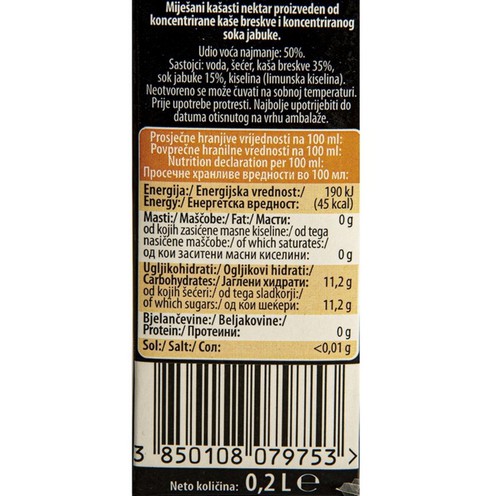 Miješani kašasti nektar proizveden od
koncentrirane kaše breskve i koncentriranog
soka jabuke.
Udio voća najmanje: 50%.
Sastojci: voda, šećer, kaša breskve 35%,
sok jabuke 15%, kiselina (limunska kiselina).
Neotvoreno se može čuvati na sobnoj temperaturi.
Prije upotrebe protresti. Najbolje upotrijebiti do
datuma otisnutog na vrhu ambalaže.
Prosječne hranjive vrijednosti na 100 ml:
Povprečne hranilne vrednosti na 100 ml:
Nutrition declaration per 100 ml:
Просечне хранливе вредности во 100 мл:
Energija:/ Energijska vrednost:/ 190 kJ
Energy:/ Енергетска вредност: (45 kcal)
Masti:/ Maščobe:/ Fat:/ Масти: 0 g
od kojih zasićene masne kiseline:/ od tega
nasičene maščobe:/ of which saturates:/
од кои заситени масни киселини: 0 g
Ugljikohidrati:/ Ogljikovi hidrati:/
Carbohydrates:/ Јаглени хидрати: 11,2 g
od kojih šećeri:/ od tega sladkorji:/
of which sugars:/ од кои шеќери: 11,2 g
Bjelančevine:/ Beljakovine:/
Protein:/ Протеини: 0 g
Sol:/ Salt:/ Сол: <0,01 g
3 850108 079753 >
Neto količina: 0,2 L ℮